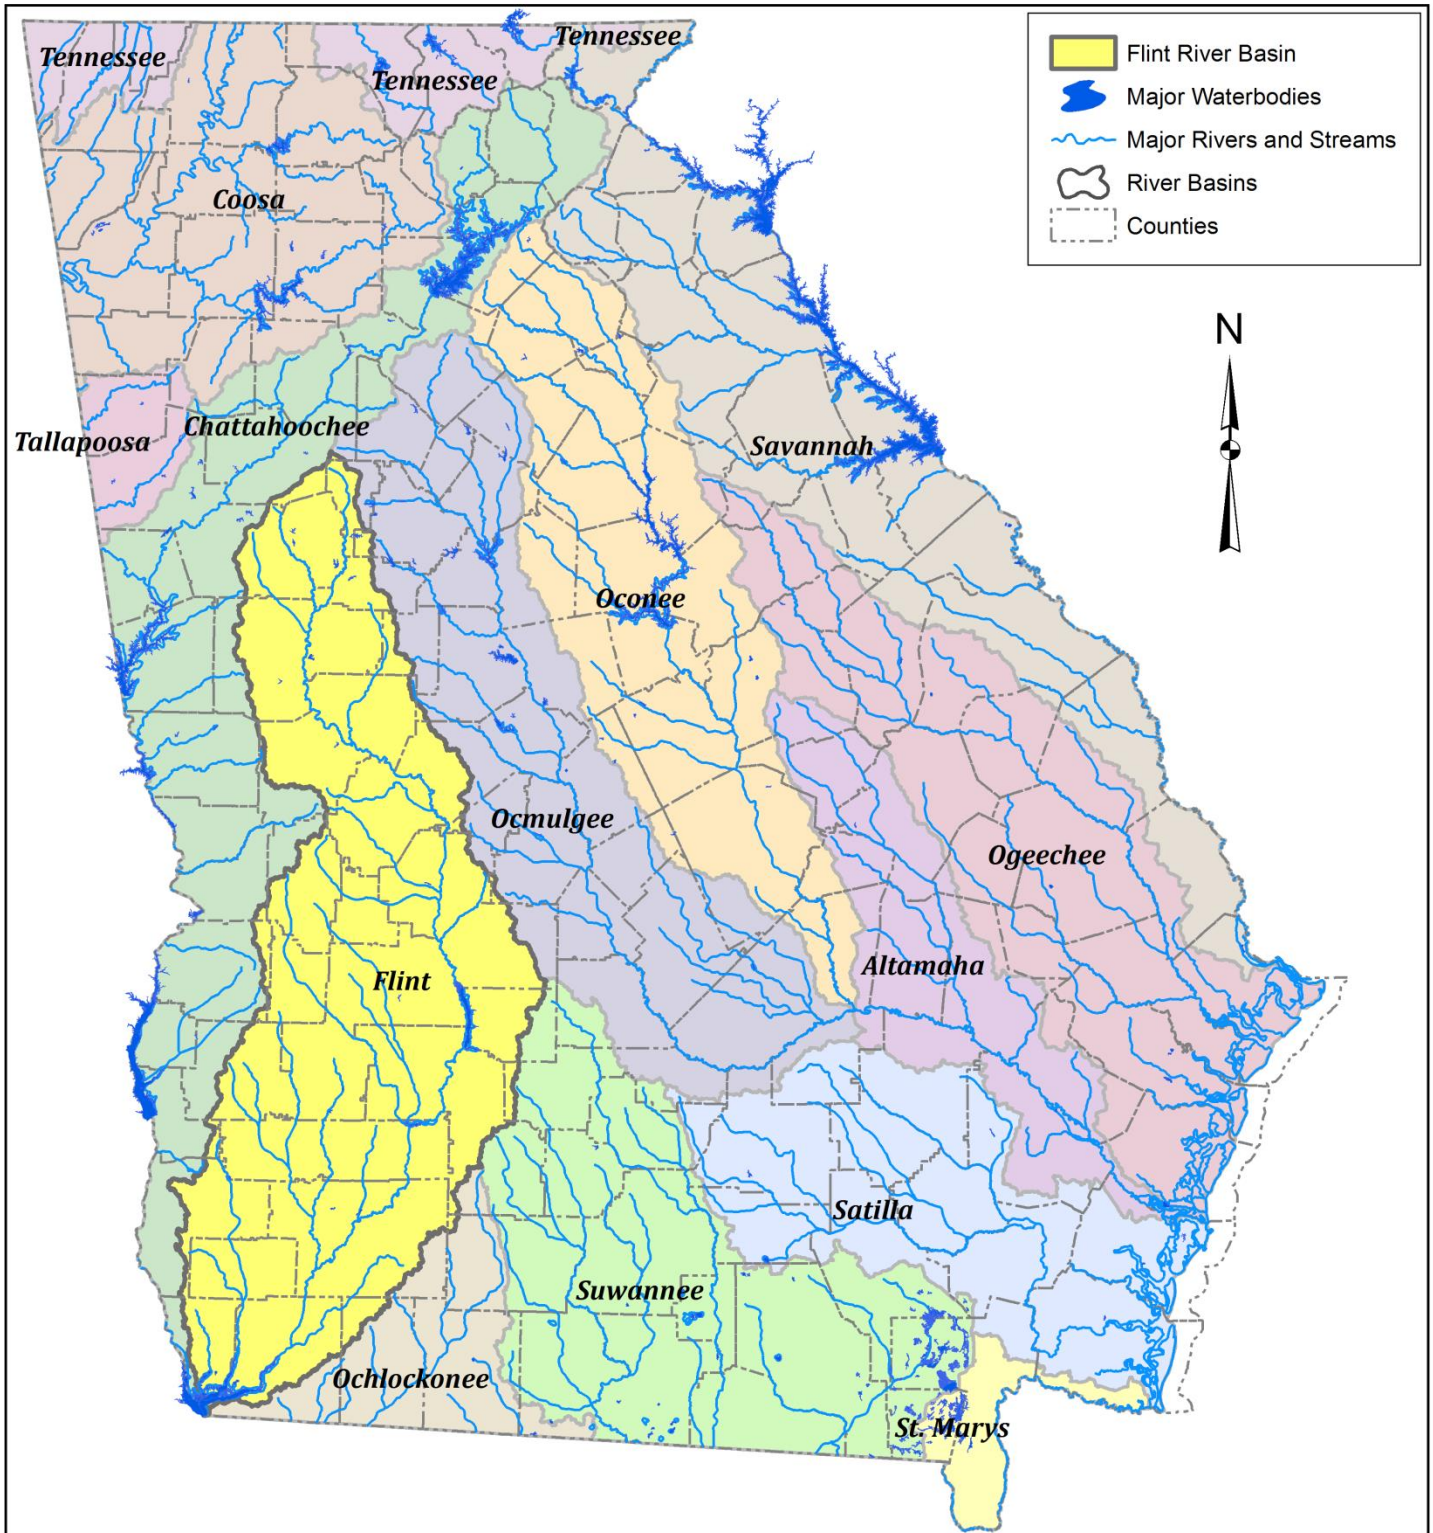 Tennessee
Tennessee
Tennessee
Flint River Basin
Major Waterbodies
Major Rivers and Streams
River Basins
Counties
Coosa
N
Tallapoosa
Chattahoochee
Savannah
Oconee
Ocmulgee
Ogeechee
Flint
Altamaha
Satilla
Suwannee
Ochlockonee
St. Marys